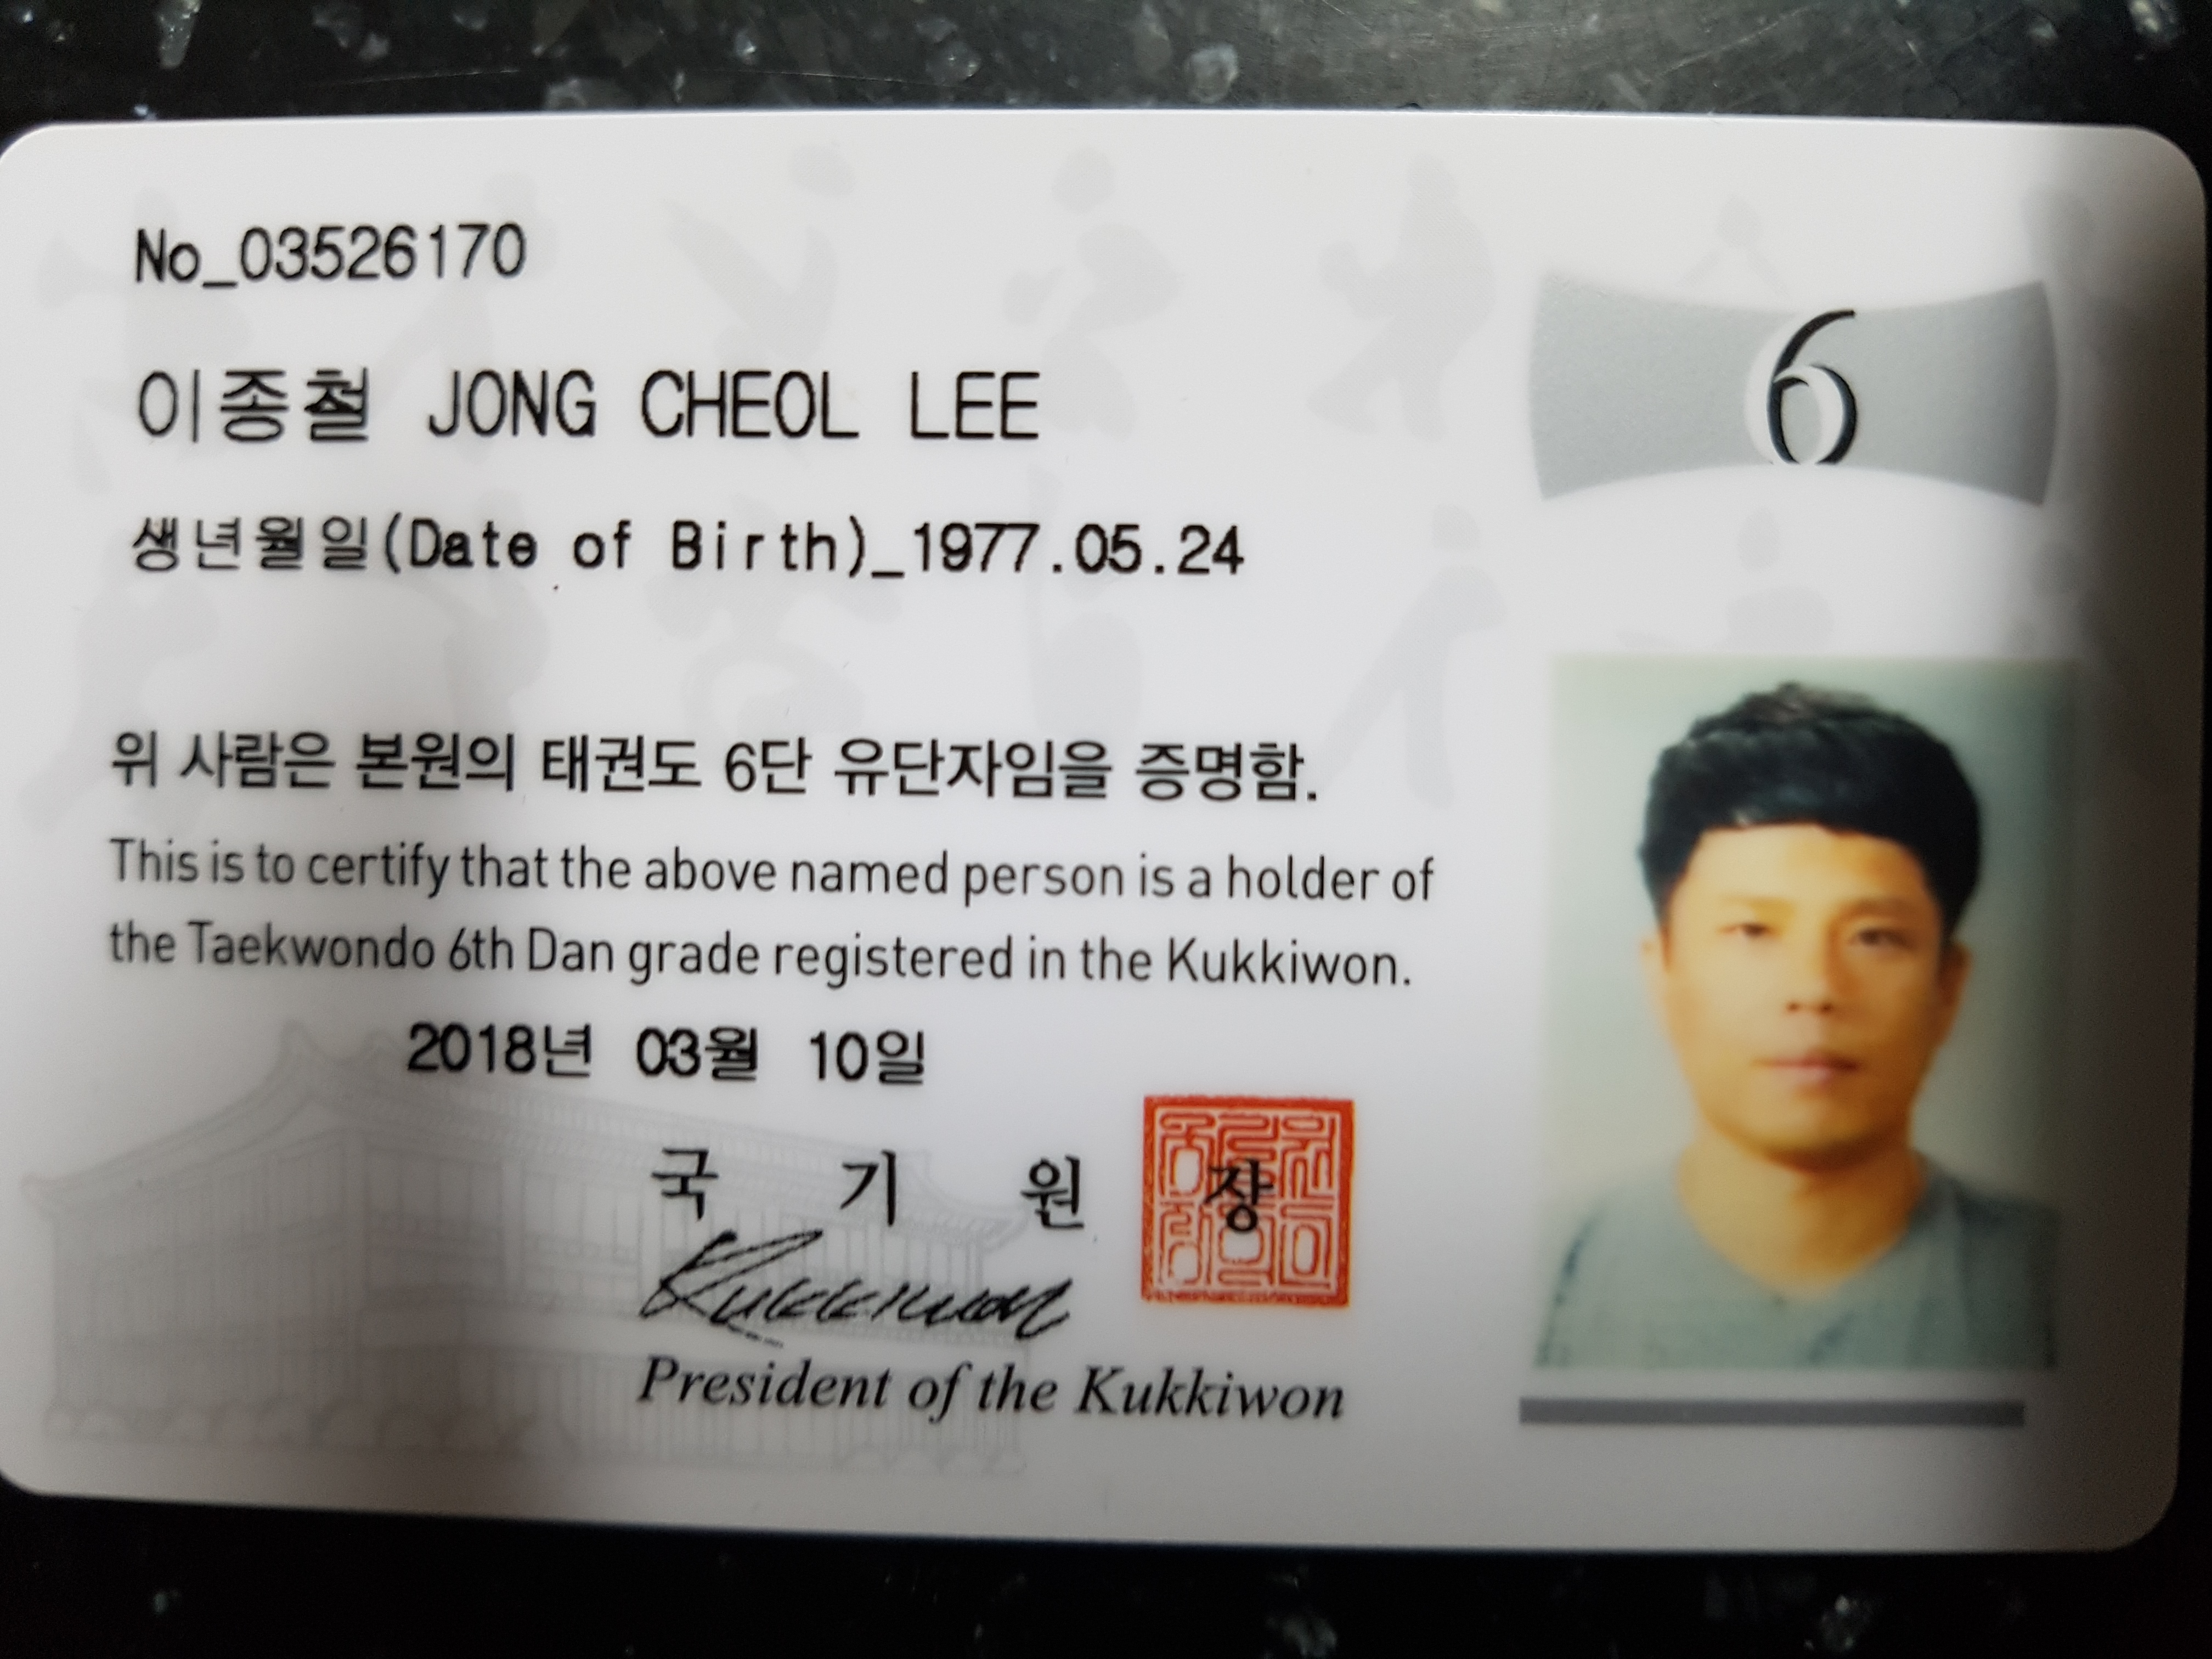 No_03526170
6
이종철 JONG CHEOL LEE
생년월일(Date of Birth)_1977.05.24
위 사람은 본원의 태권도 6단 유단자임을 증명함.
This is to certify that the above named person is a holder of
the Taekwondo 6th Dan grade registered in the Kukkiwon.
2018년 03월 10일
국 기 원 장
Kukkiwon
President of the Kukkiwon